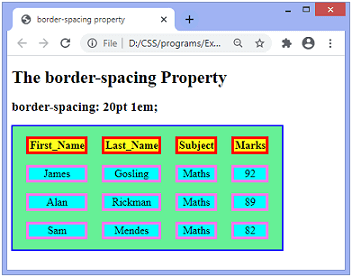 border-spacing property
File | D:/CSS/programs/Ex...
The border-spacing Property
border-spacing: 20pt 1em;
First_Name Last_Name Subject Marks
James Gosling Maths 92
Alan Rickman Maths 89
Sam Mendes Maths 82